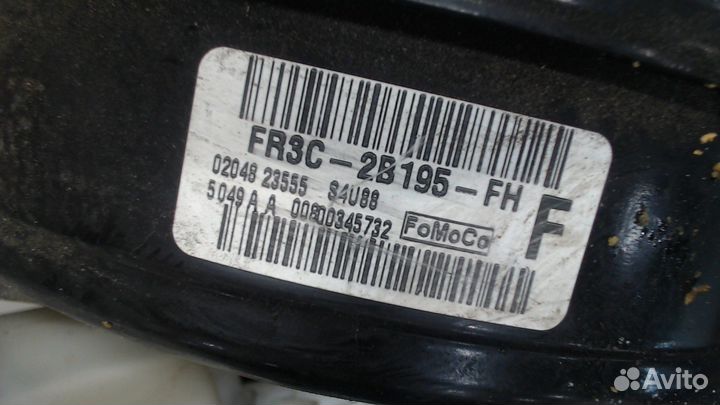 FR3C-2B195-FH
02048 23555 S4U88
5049 A A 00800345732 FoMoCo
F
Avito